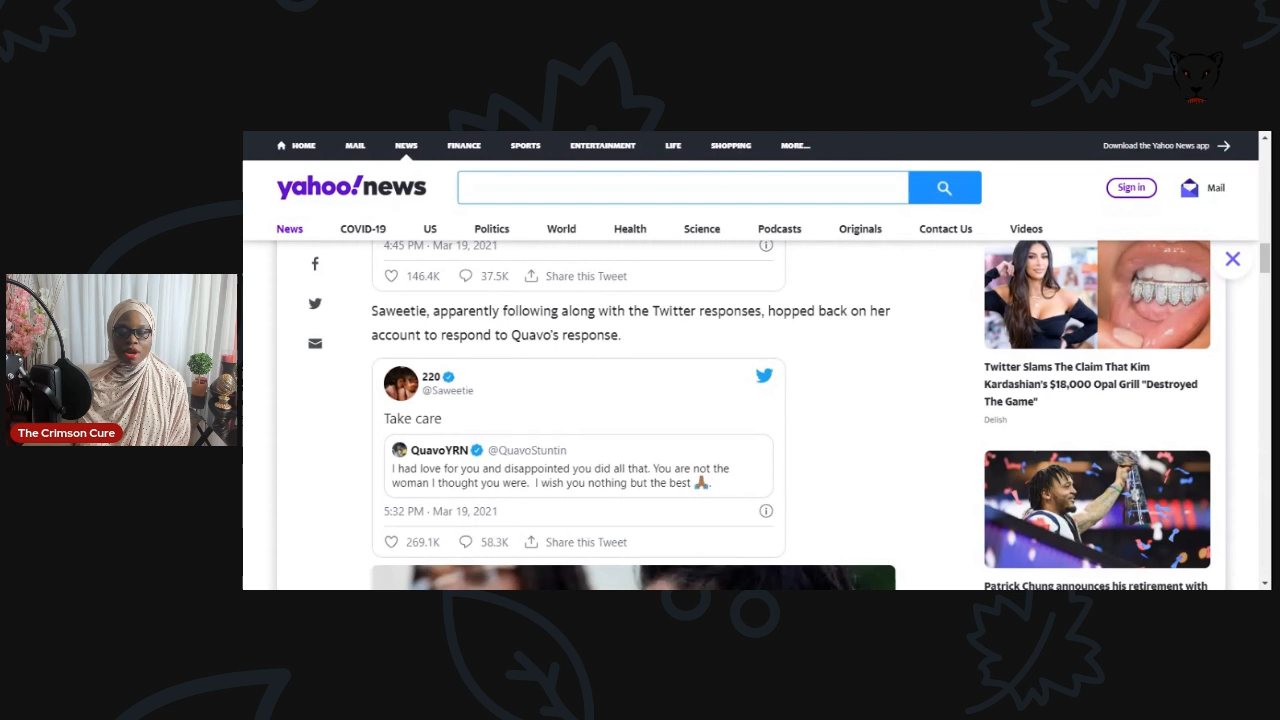 HOME MAIL NEWS FINANCE SPORTS ENTERTAINMENT LIFE SHOPPING MORE... Download the Yahoo News app
yahoo!news Sign in Mail
News COVID-19 US Politics World Health Science Podcasts Originals Contact Us Videos
4:45 PM · Mar 19, 2021
146.4K 37.5K Share this Tweet
Saweetie, apparently following along with the Twitter responses, hopped back on her
account to respond to Quavo’s response.
220
@Saweetie
Take care
QuavoYRN @QuavoStuntin
I had love for you and disappointed you did all that. You are not the
woman I thought you were. I wish you nothing but the best 🙏🏾.
5:32 PM · Mar 19, 2021
269.1K 58.3K Share this Tweet
Twitter Slams The Claim That Kim
Kardashian's $18,000 Opal Grill "Destroyed
The Game"
Delish
Patrick Chung announces his retirement with
The Crimson Cure